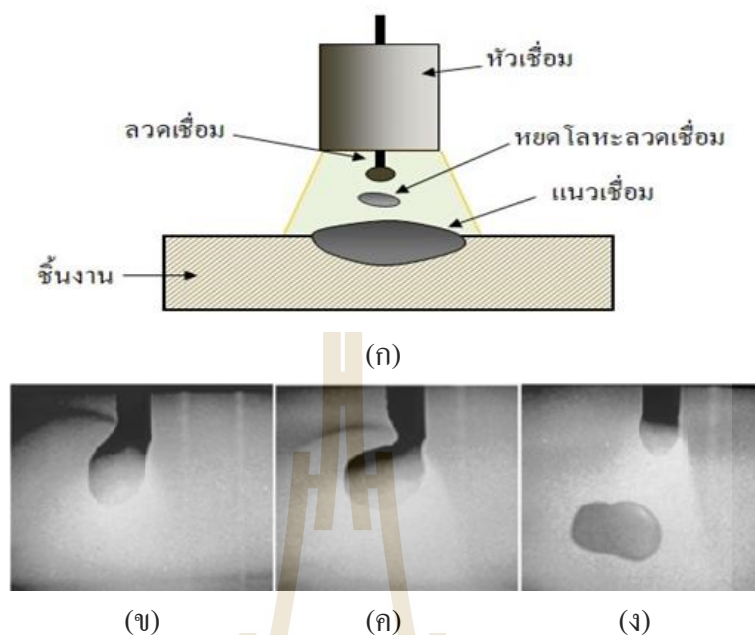 หัวเชื่อม
ลวดเชื่อม
หยดโลหะลวดเชื่อม
แนวเชื่อม
ชิ้นงาน
(ก)
(ข) (ค) (ง)